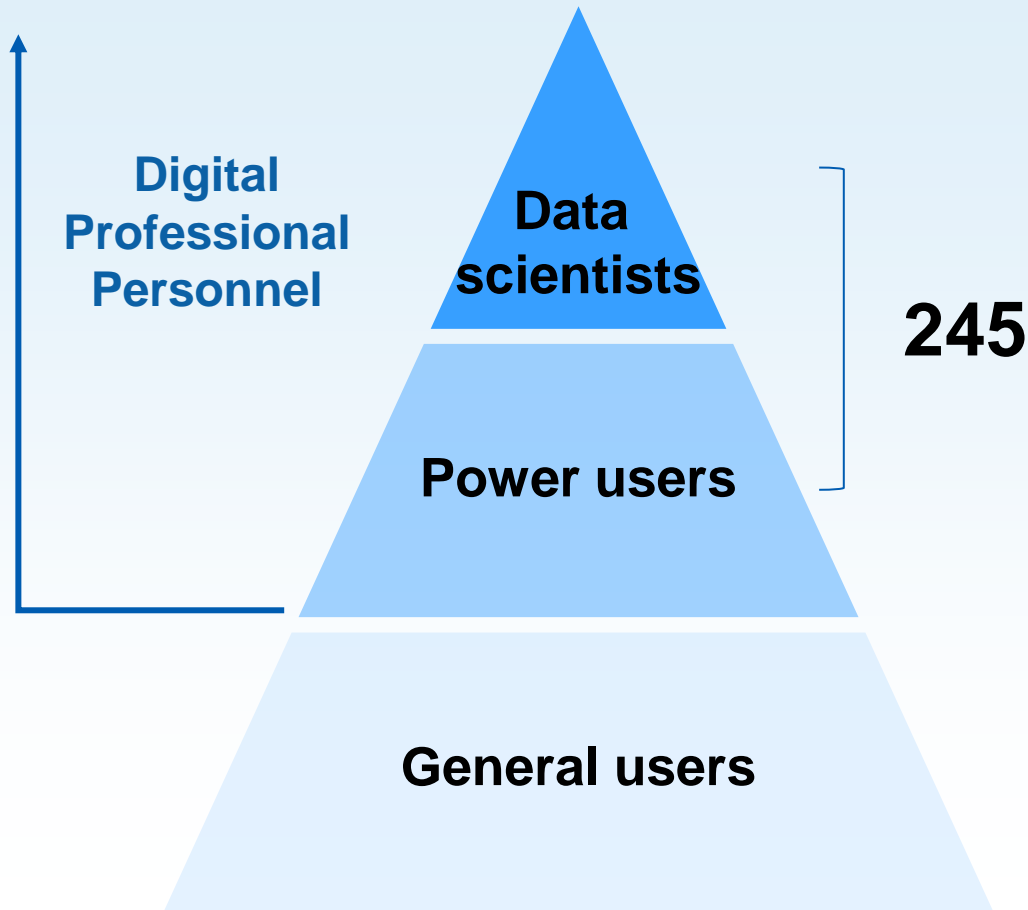 Digital
Professional
Personnel
Data
scientists
245
Power users
General users